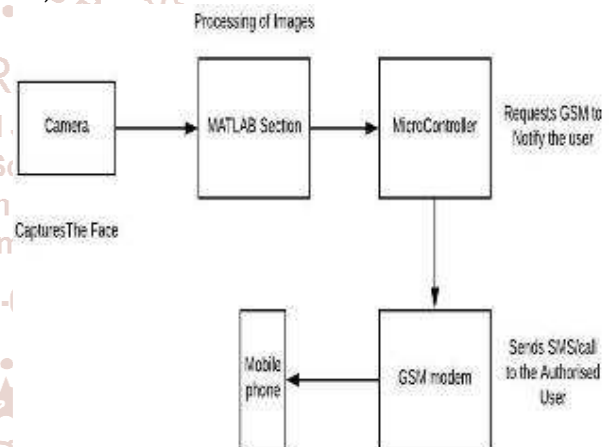 Processing of Images
Camera
MATLAB Section
MicroController
Requests GSM to
Notify the user
CapturesThe Face
Mobile
phone
GSM modem
Sends SMS/call
to the Authorised
User